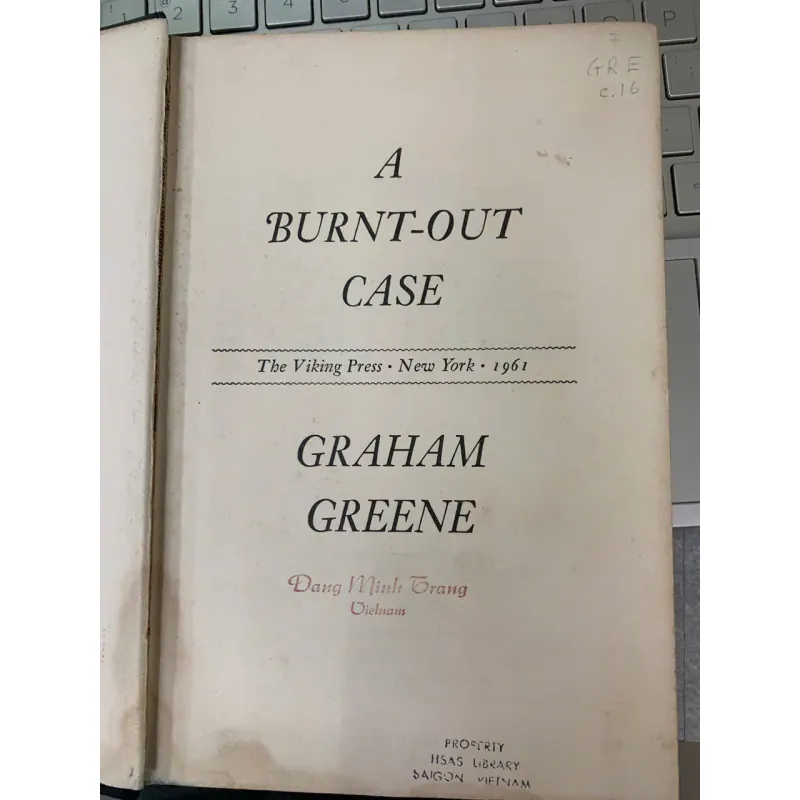 GRE
c.16
A
BURNT-OUT
CASE
The Viking Press • New York • 1961
GRAHAM
GREENE
Dang Minh Trang
Vietnam
PROPERTY
HSAS LIBRARY
SAIGON VIETNAM